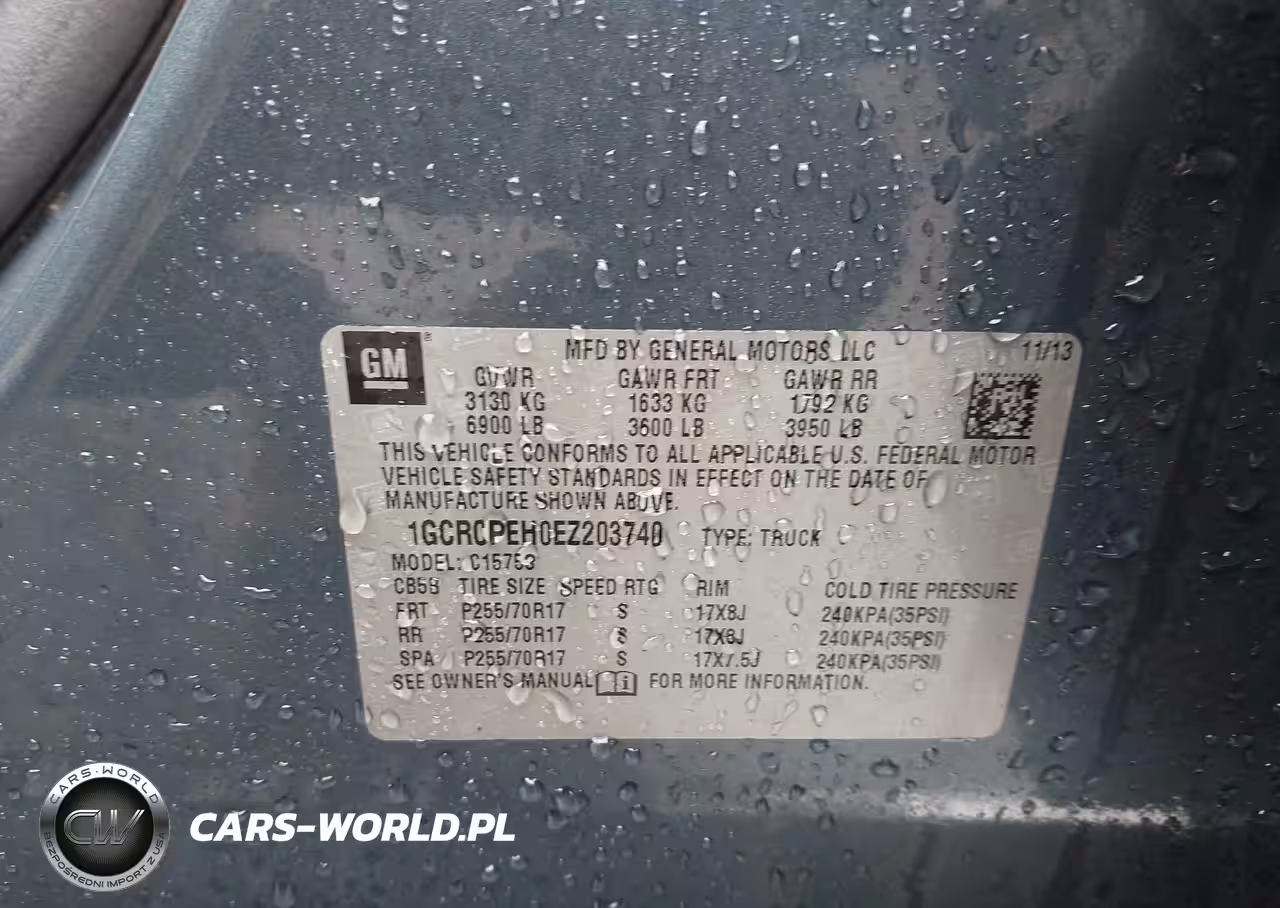 GM
MFD BY GENERAL MOTORS LLC 11/13
GVWR GAWR FRT GAWR RR
3130 KG 1633 KG 1792 KG
6900 LB 3600 LB 3950 LB
THIS VEHICLE CONFORMS TO ALL APPLICABLE U.S. FEDERAL MOTOR
VEHICLE SAFETY STANDARDS IN EFFECT ON THE DATE OF
MANUFACTURE SHOWN ABOVE.
1GCRCPEH0EZ203740 TYPE: TRUCK
MODEL: C15753
TIRE SIZE SPEED RTG RIM COLD TIRE PRESSURE
FRT P255/70R17 S 17X8J 240KPA(35PSI)
RR P255/70R17 S 17X8J 240KPA(35PSI)
SPA P255/70R17 S 17X7.5J 240KPA(35PSI)
SEE OWNER'S MANUAL FOR MORE INFORMATION.
CARS-WORLD
CW
BEZPOŚREDNI IMPORT Z USA
CARS-WORLD.PL